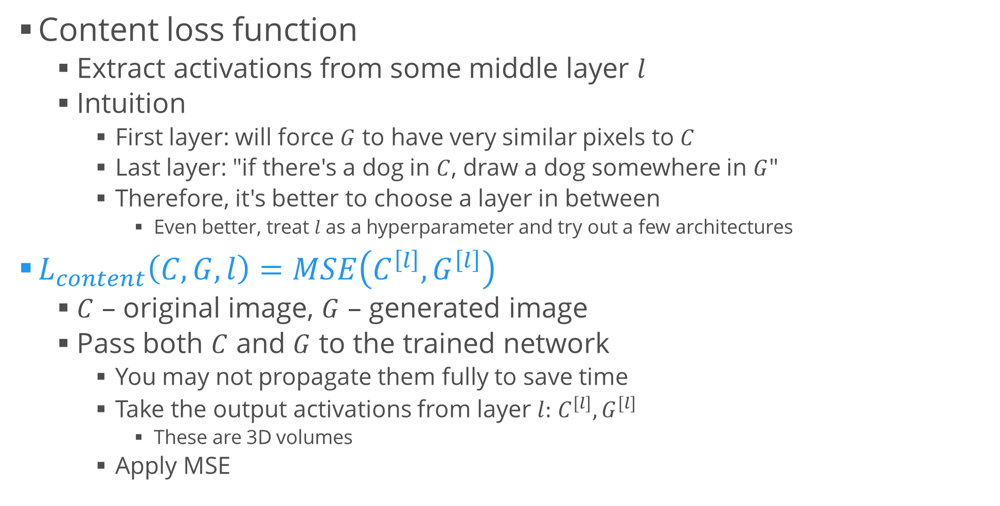 ▪ Content loss function
▪ Extract activations from some middle layer l
▪ Intuition
▪ First layer: will force G to have very similar pixels to C
▪ Last layer: "if there's a dog in C, draw a dog somewhere in G"
▪ Therefore, it's better to choose a layer in between
▪ Even better, treat l as a hyperparameter and try out a few architectures
▪ L_content(C, G, l) = MSE(C^[l], G^[l])
▪ C – original image, G – generated image
▪ Pass both C and G to the trained network
▪ You may not propagate them fully to save time
▪ Take the output activations from layer l: C^[l], G^[l]
▪ These are 3D volumes
▪ Apply MSE